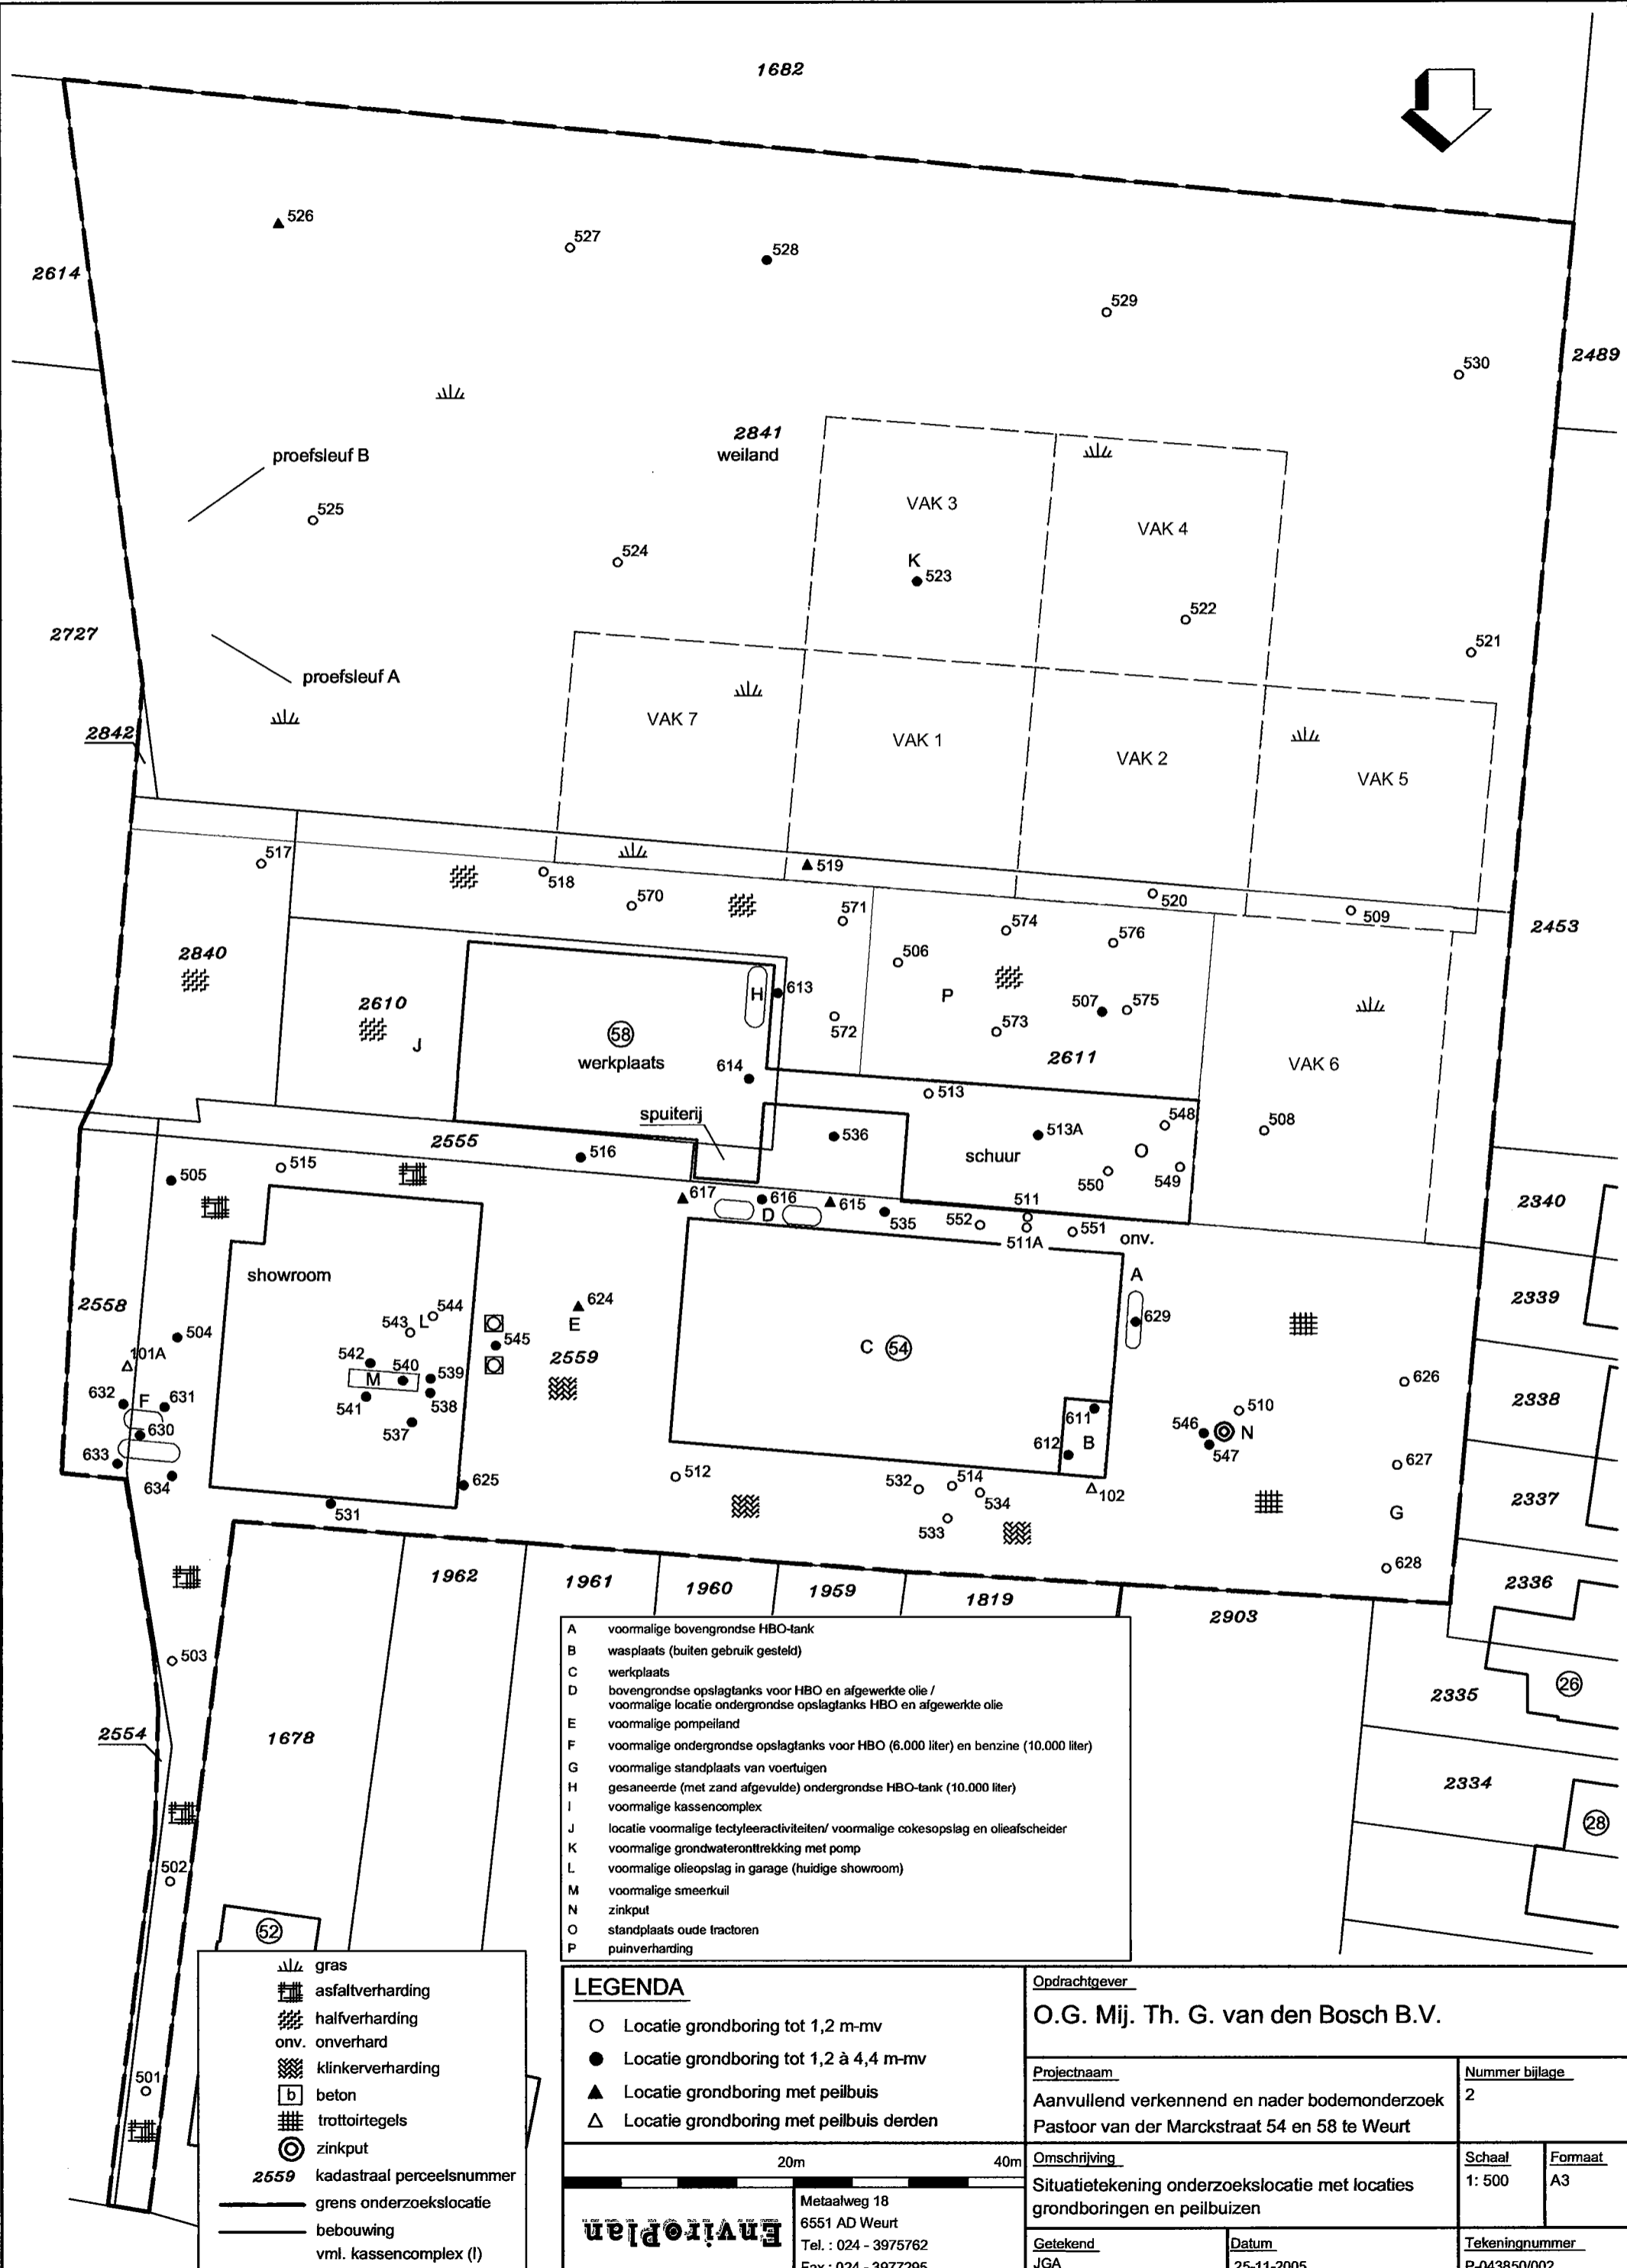 1682
526
527
528
2614
529
2489
530
2841
weiland
proefsleuf B
VAK 3
525
VAK 4
524
K
523
522
2727
521
proefsleuf A
VAK 7
2842
VAK 1
VAK 2
VAK 5
517
519
518
570
571
520
509
574
576
2453
2840
506
H
613
P
507
575
2610
572
573
J
58
2611
werkplaats
VAK 6
614
513
spuiterij
548
508
536
513A
2555
O
516
schuur
515
505
550
549
617
616
615
511
2340
D
535
552
551
511A
onv.
showroom
A
2558
624
2339
544
543
L
E
629
504
545
101A
542
2559
C
54
540
539
M
626
632
F
631
541
538
2338
611
510
537
546
N
630
612
B
547
633
627
634
625
512
532
514
534
102
2337
531
533
G
628
1962
1961
1960
1959
1819
2336
2903
A voormalige bovengrondse HBO-tank
B wasplaats (buiten gebruik gesteld)
C werkplaats
D bovengrondse opslagtanks voor HBO en afgewerkte olie /
voormalige locatie ondergrondse opslagtanks HBO en afgewerkte olie
E voormalige pompeiland
F voormalige ondergrondse opslagtanks voor HBO (6.000 liter) en benzine (10.000 liter)
G voormalige standplaats van voertuigen
H gesaneerde (met zand afgevulde) ondergrondse HBO-tank (10.000 liter)
I voormalige kassencomplex
J locatie voormalige tectyleeractiviteiten/ voormalige cokesopslag en olieafscheider
K voormalige grondwateronttrekking met pomp
L voormalige olieopslag in garage (huidige showroom)
M voormalige smeerkuil
N zinkput
O standplaats oude tractoren
P puinverharding
503
26
2335
2554
1678
2334
28
502
52
501
gras
asfaltverharding
halfverharding
onv. onverhard
klinkerverharding
b beton
trottoirtegels
zinkput
2559 kadastraal perceelsnummer
grens onderzoekslocatie
bebouwing
vml. kassencomplex (I)
LEGENDA
Locatie grondboring tot 1,2 m-mv
Locatie grondboring tot 1,2 à 4,4 m-mv
Locatie grondboring met peilbuis
Locatie grondboring met peilbuis derden
20m
40m
EnviroPlan
Metaalweg 18
6551 AD Weurt
Tel. : 024 - 3975762
Fax : 024 - 3977295
Opdrachtgever
O.G. Mij. Th. G. van den Bosch B.V.
Projectnaam
Aanvullend verkennend en nader bodemonderzoek
Pastoor van der Marckstraat 54 en 58 te Weurt
Nummer bijlage
2
Omschrijving
Situatietekening onderzoekslocatie met locaties
grondboringen en peilbuizen
Schaal
1: 500
Formaat
A3
Getekend
JGA
Datum
25-11-2005
Tekeningnummer
P-043850/002